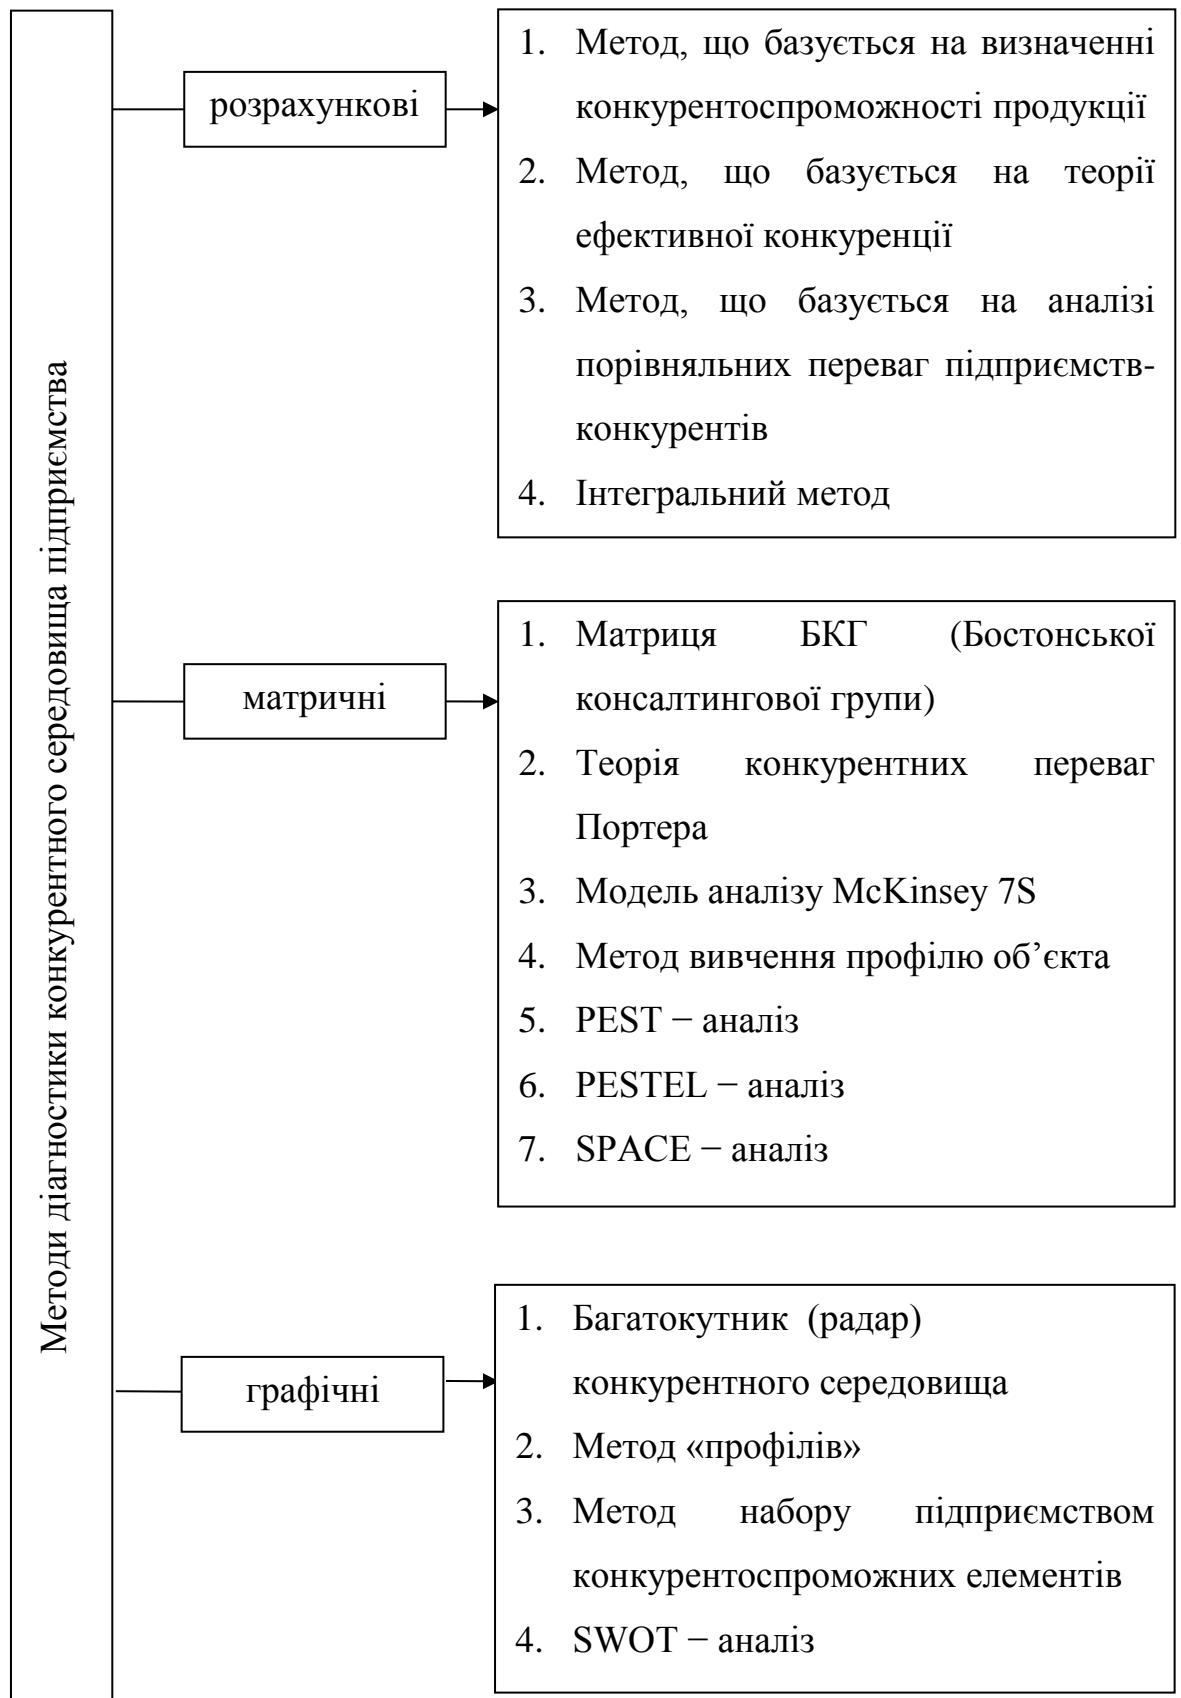 Методи діагностики конкурентного середовища підприємства
розрахункові
1. Метод, що базується на визначенні
конкурентоспроможності продукції
2. Метод, що базується на теорії
ефективної конкуренції
3. Метод, що базується на аналізі
порівняльних переваг підприємств-
конкурентів
4. Інтегральний метод
матричні
1. Матриця БКГ (Бостонської
консалтингової групи)
2. Теорія конкурентних переваг
Портера
3. Модель аналізу McKinsey 7S
4. Метод вивчення профілю об’єкта
5. PEST − аналіз
6. PESTEL − аналіз
7. SPACE − аналіз
графічні
1. Багатокутник (радар)
конкурентного середовища
2. Метод «профілів»
3. Метод набору підприємством
конкурентоспроможних елементів
4. SWOT − аналіз